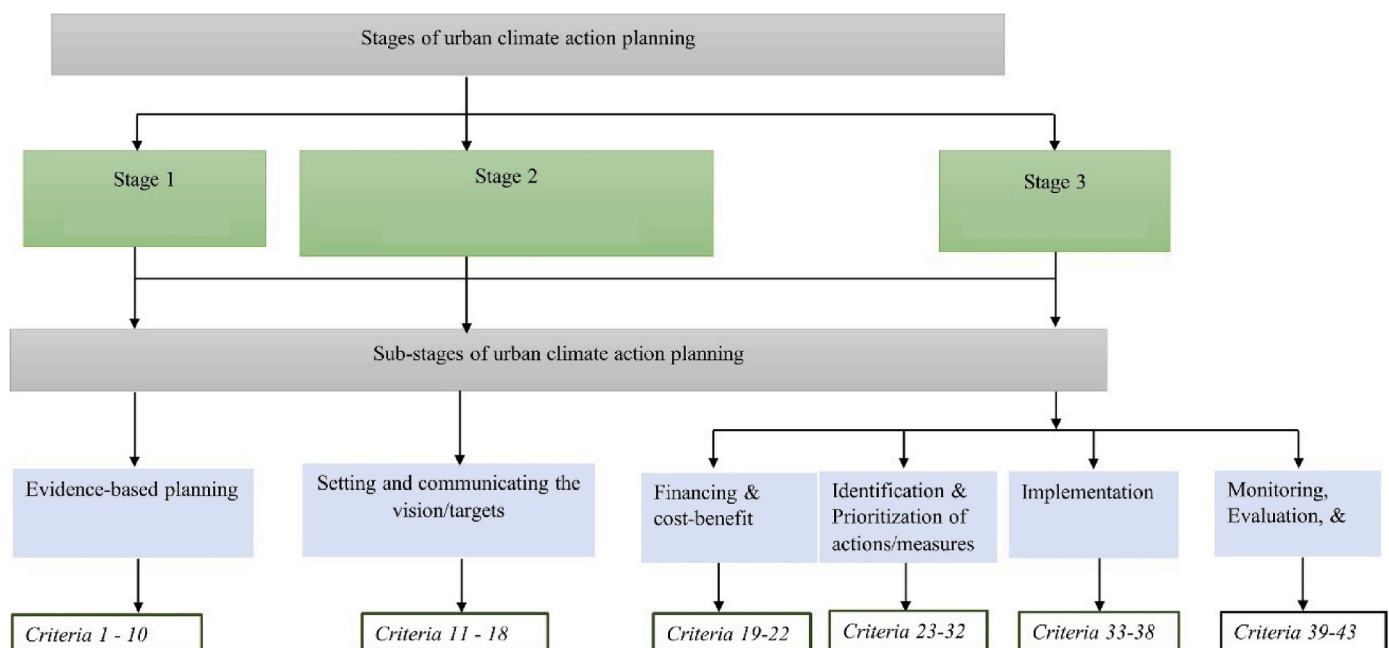 Stages of urban climate action planning
Stage 1
Stage 2
Stage 3
Sub-stages of urban climate action planning
Evidence-based planning
Setting and communicating the
vision/targets
Financing &
cost-benefit
Identification &
Prioritization of
actions/measures
Implementation
Monitoring,
Evaluation, &
Criteria 1 - 10
Criteria 11 - 18
Criteria 19-22
Criteria 23-32
Criteria 33-38
Criteria 39-43